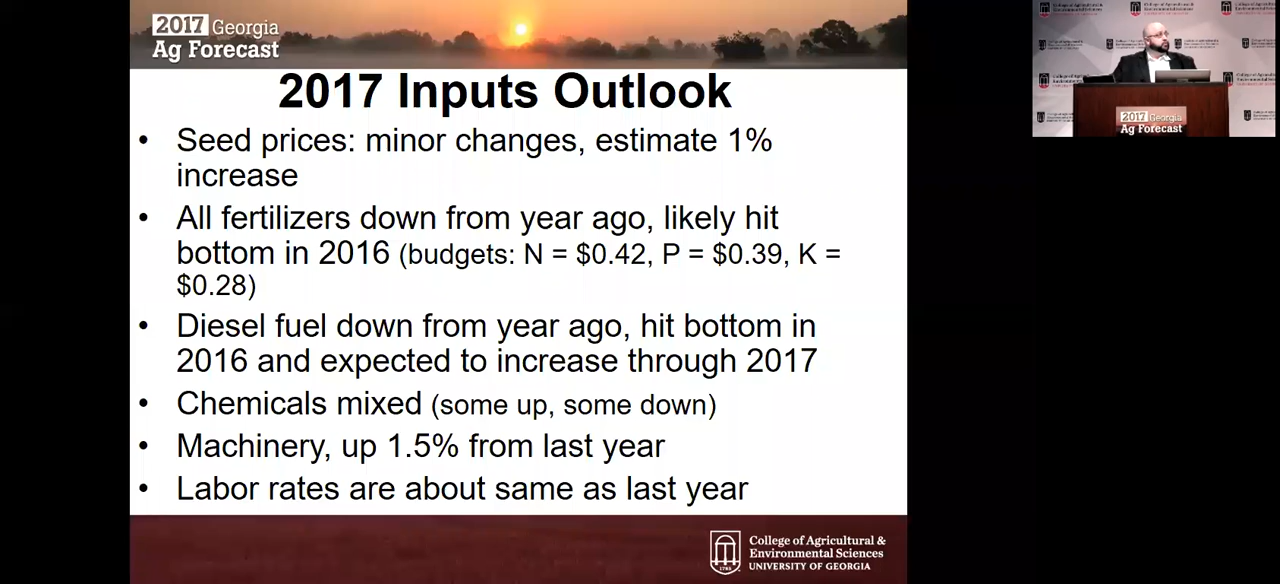 2017 Georgia
Ag Forecast
2017 Inputs Outlook
• Seed prices: minor changes, estimate 1%
increase
• All fertilizers down from year ago, likely hit
bottom in 2016 (budgets: N = $0.42, P = $0.39, K =
$0.28)
• Diesel fuel down from year ago, hit bottom in
2016 and expected to increase through 2017
• Chemicals mixed (some up, some down)
• Machinery, up 1.5% from last year
• Labor rates are about same as last year
1785
College of Agricultural &
Environmental Sciences
UNIVERSITY OF GEORGIA
2017 Georgia
Ag Forecast